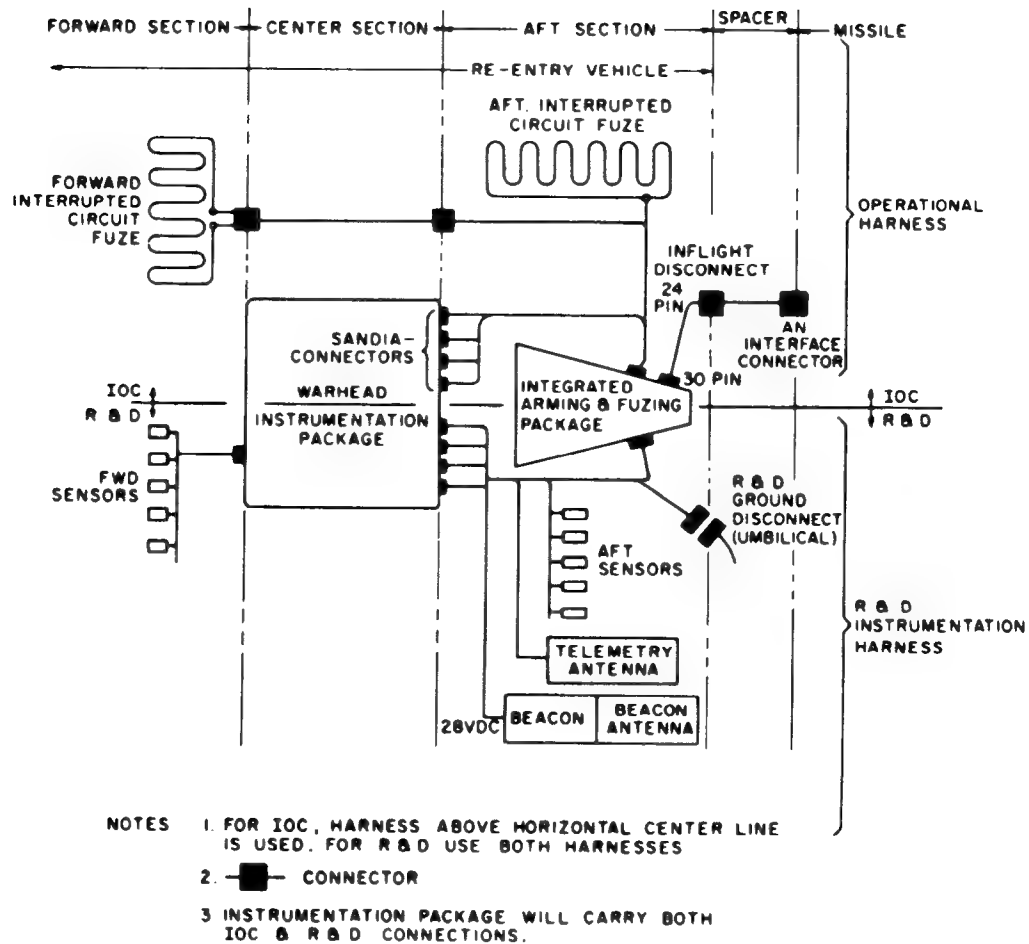 FORWARD SECTION
CENTER SECTION
AFT SECTION
SPACER
MISSILE
RE-ENTRY VEHICLE
AFT. INTERRUPTED
CIRCUIT FUZE
FORWARD
INTERRUPTED
CIRCUIT
FUZE
OPERATIONAL
HARNESS
INFLIGHT
DISCONNECT
24
PIN
AN
INTERFACE
CONNECTOR
SANDIA-
CONNECTORS
30 PIN
INTEGRATED
ARMING & FUZING
PACKAGE
WARHEAD
INSTRUMENTATION
PACKAGE
IOC
R & D
IOC
R & D
FWD
SENSORS
R & D
GROUND
DISCONNECT
(UMBILICAL)
AFT
SENSORS
R & D
INSTRUMENTATION
HARNESS
TELEMETRY
ANTENNA
28VDC
BEACON
BEACON
ANTENNA
NOTES 1. FOR IOC, HARNESS ABOVE HORIZONTAL CENTER LINE
IS USED. FOR R & D USE BOTH HARNESSES
2. CONNECTOR
3 INSTRUMENTATION PACKAGE WILL CARRY BOTH
IOC & R & D CONNECTIONS.